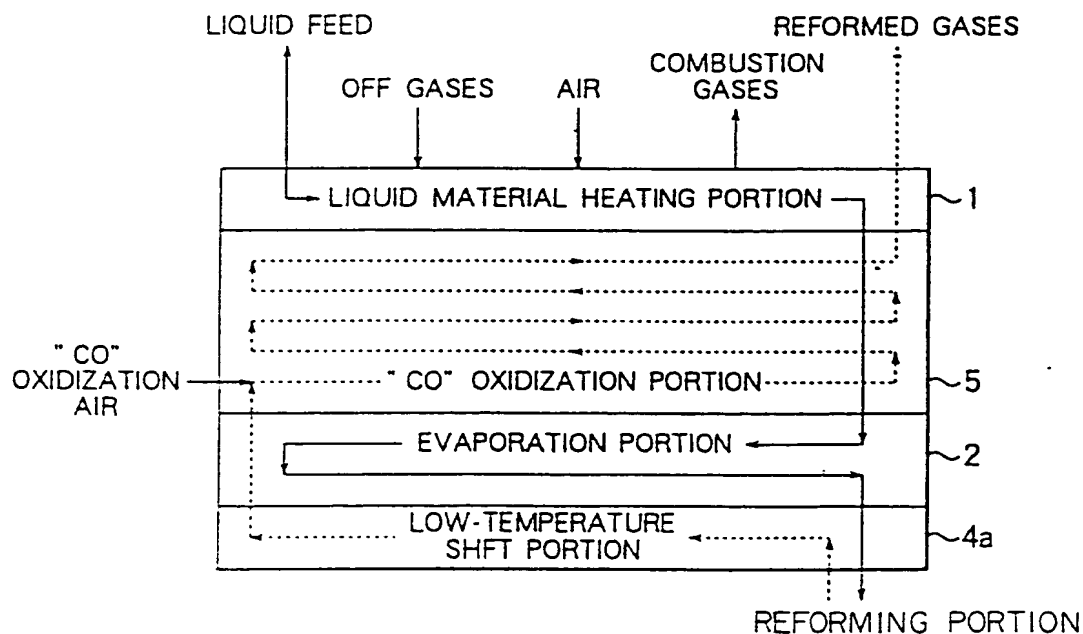 LIQUID FEED
REFORMED GASES
COMBUSTION
GASES
OFF GASES
AIR
LIQUID MATERIAL HEATING PORTION
1
" CO"
OXIDIZATION
AIR
" CO" OXIDIZATION PORTION
5
EVAPORATION PORTION
2
LOW-TEMPERATURE
SHFT PORTION
4a
REFORMING PORTION